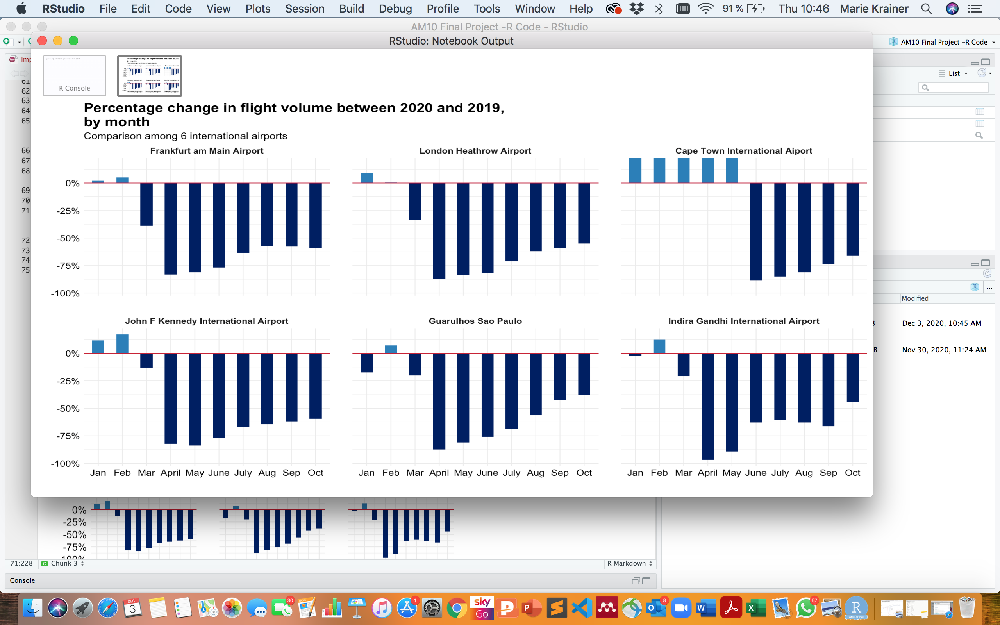 RStudio File Edit Code View Plots Session Build Debug Profile Tools Window Help 91 % Thu 10:46 Marie Krainer
AM10 Final Project -R Code - RStudio
RStudio: Notebook Output
AM10 Final Project -R Code
Imp
List
61
62
63
64
65
66
67
68
69
70
71
72
73
74
75
R Console
Percentage change in flight volume between 2020 and 2019,
by month
Comparison among 6 international airports
Frankfurt am Main Airport
London Heathrow Airport
Cape Town International Aiport
0%
-25%
-50%
-75%
-100%
John F Kennedy International Airport
Guarulhos Sao Paulo
Indira Gandhi International Airport
0%
-25%
-50%
-75%
-100%
Jan Feb Mar April May June July Aug Sep Oct
Jan Feb Mar April May June July Aug Sep Oct
Jan Feb Mar April May June July Aug Sep Oct
Modified
Dec 3, 2020, 10:45 AM
Nov 30, 2020, 11:24 AM
0%
-25%
-50%
-75%
71:228 Chunk 3
R Markdown
Console
DEC
3
30
PAGES
1
sky
Go
8
67
AM10 Final